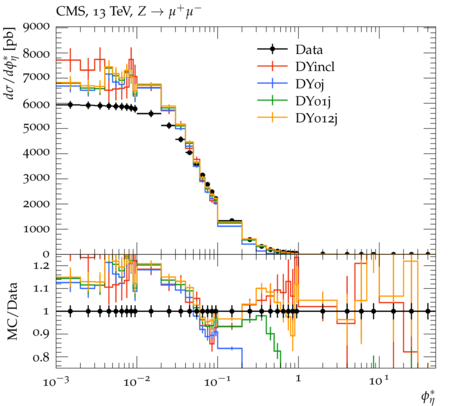 CMS, 13 TeV, Z → μ⁺μ⁻
dσ/dφ*η [pb]
9000
8000
7000
6000
5000
4000
3000
2000
1000
0
Data
DYincl
DY0j
DY01j
DY012j
MC/Data
1.2
1.1
1
0.9
0.8
10⁻³ 10⁻² 10⁻¹ 1 10¹
φ*η